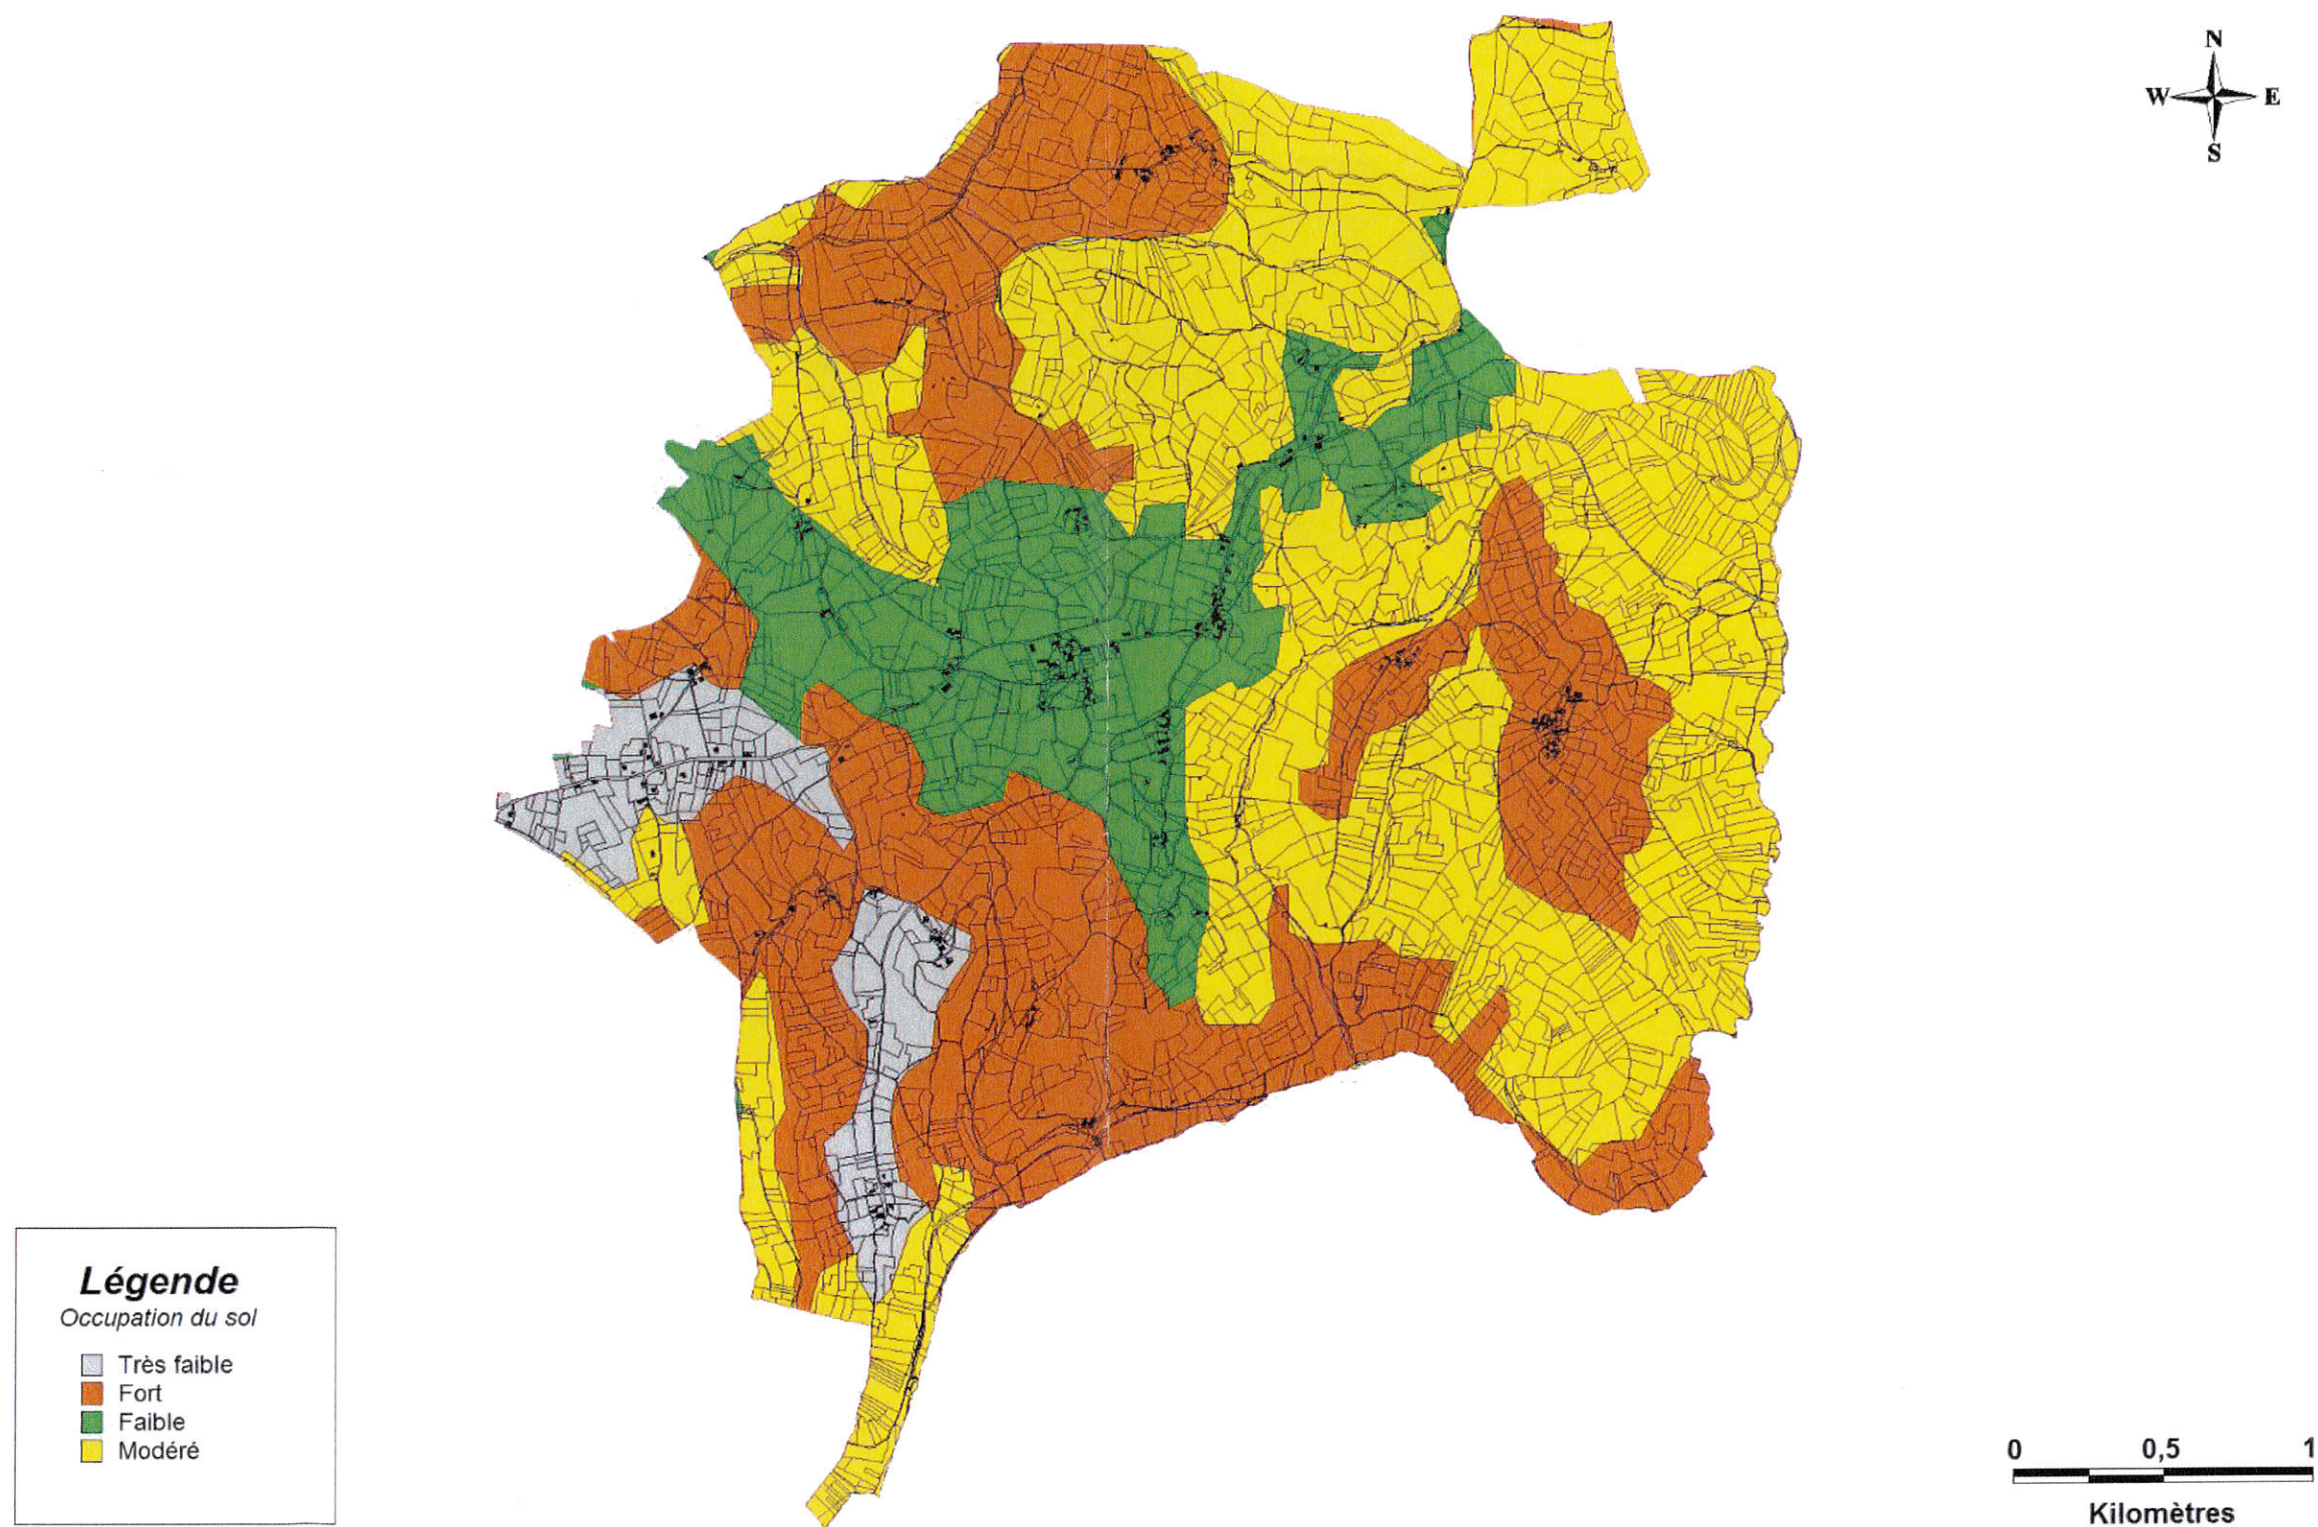 N
W E
S
Légende
Occupation du sol
Très faible
Fort
Faible
Modéré
0 0,5 1
Kilomètres